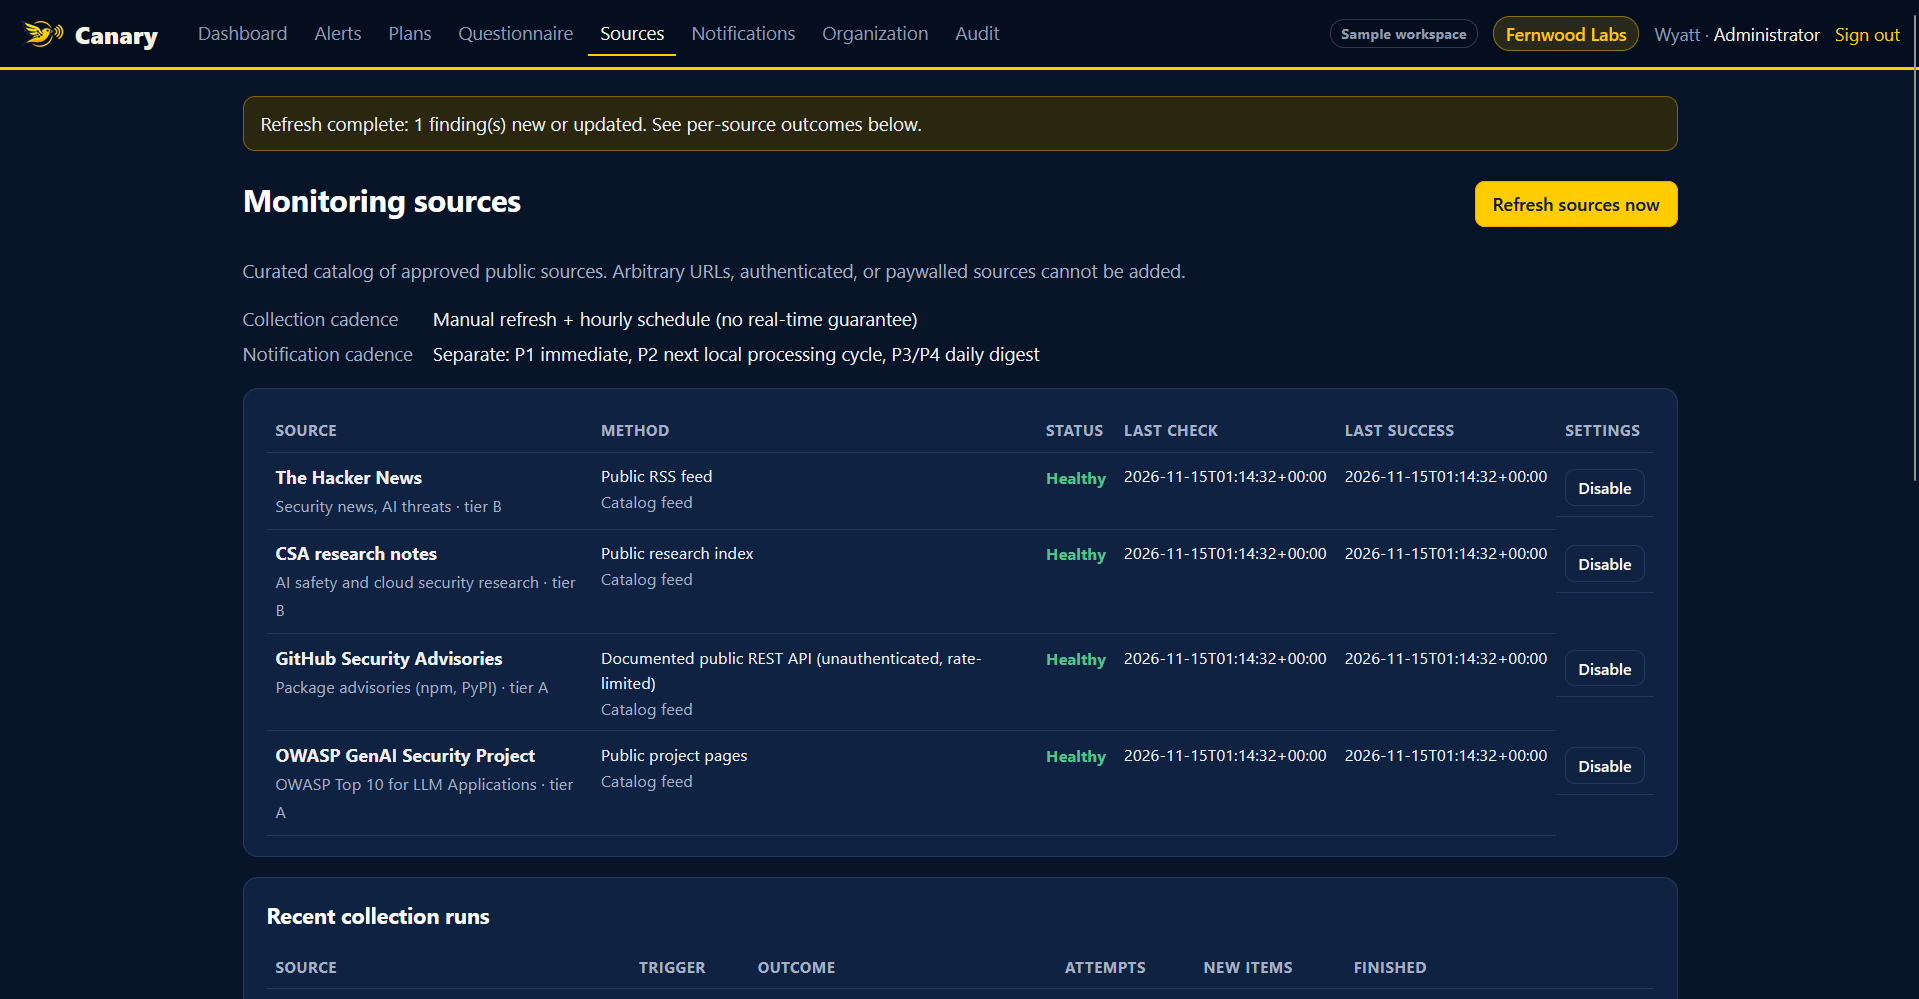 Canary
Dashboard Alerts Plans Questionnaire Sources Notifications Organization Audit
Sample workspace Fernwood Labs Wyatt · Administrator Sign out
Refresh complete: 1 finding(s) new or updated. See per-source outcomes below.
Monitoring sources
Refresh sources now
Curated catalog of approved public sources. Arbitrary URLs, authenticated, or paywalled sources cannot be added.
Collection cadence Manual refresh + hourly schedule (no real-time guarantee)
Notification cadence Separate: P1 immediate, P2 next local processing cycle, P3/P4 daily digest
SOURCE METHOD STATUS LAST CHECK LAST SUCCESS SETTINGS
The Hacker News Public RSS feed Healthy 2026-11-15T01:14:32+00:00 2026-11-15T01:14:32+00:00 Disable
Security news, AI threats · tier B Catalog feed
CSA research notes Public research index Healthy 2026-11-15T01:14:32+00:00 2026-11-15T01:14:32+00:00 Disable
AI safety and cloud security research · tier Catalog feed
B
GitHub Security Advisories Documented public REST API (unauthenticated, rate- Healthy 2026-11-15T01:14:32+00:00 2026-11-15T01:14:32+00:00 Disable
Package advisories (npm, PyPI) · tier A limited)
Catalog feed
OWASP GenAI Security Project Public project pages Healthy 2026-11-15T01:14:32+00:00 2026-11-15T01:14:32+00:00 Disable
OWASP Top 10 for LLM Applications · tier Catalog feed
A
Recent collection runs
SOURCE TRIGGER OUTCOME ATTEMPTS NEW ITEMS FINISHED